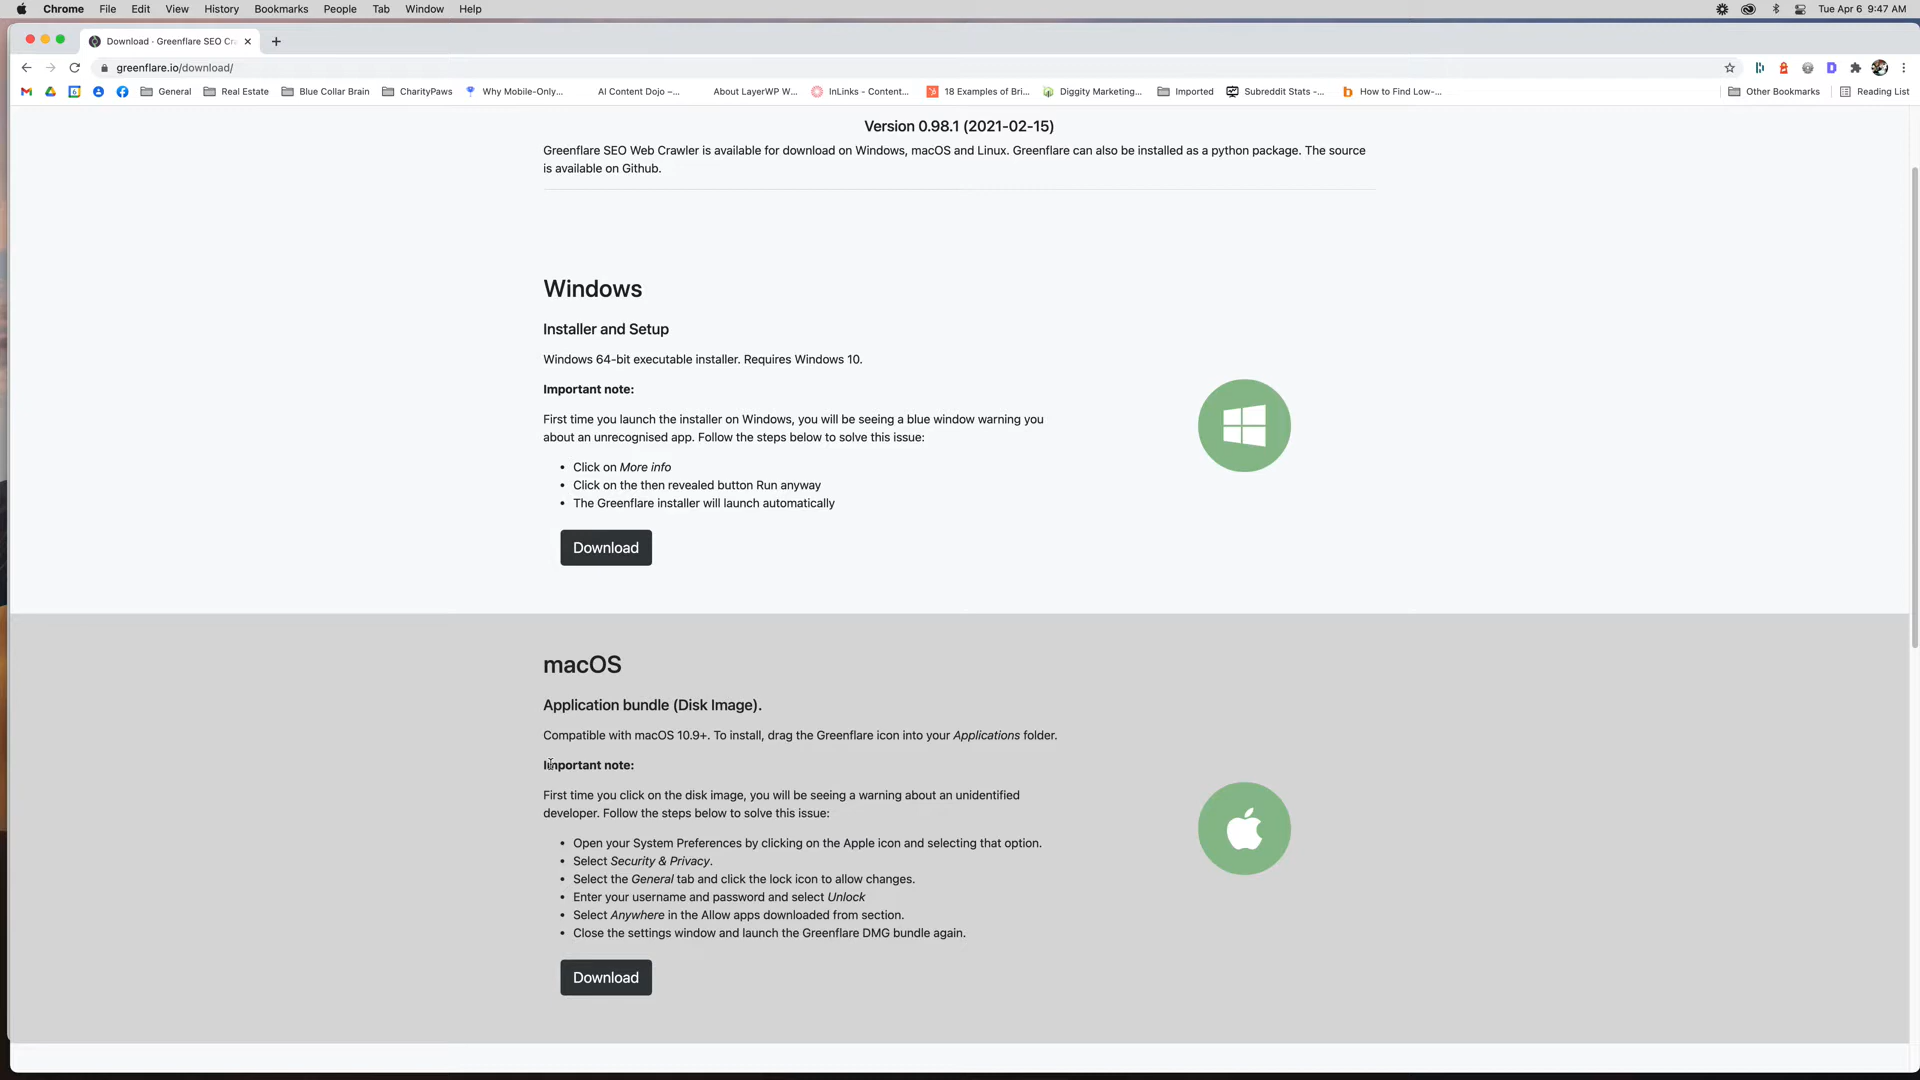 Chrome File Edit View History Bookmarks People Tab Window Help Tue Apr 6 9:47 AM
Download · Greenflare SEO Cr
greenflare.io/download/
General Real Estate Blue Collar Brain CharityPaws Why Mobile-Only... AI Content Dojo –... About LayerWP W... InLinks - Content... 18 Examples of Bri... Diggity Marketing... Imported Subreddit Stats -... How to Find Low-... Other Bookmarks Reading List
Version 0.98.1 (2021-02-15)
Greenflare SEO Web Crawler is available for download on Windows, macOS and Linux. Greenflare can also be installed as a python package. The source
is available on Github.
Windows
Installer and Setup
Windows 64-bit executable installer. Requires Windows 10.
Important note:
First time you launch the installer on Windows, you will be seeing a blue window warning you
about an unrecognised app. Follow the steps below to solve this issue:
• Click on More info
• Click on the then revealed button Run anyway
• The Greenflare installer will launch automatically
Download
macOS
Application bundle (Disk Image).
Compatible with macOS 10.9+. To install, drag the Greenflare icon into your Applications folder.
Important note:
First time you click on the disk image, you will be seeing a warning about an unidentified
developer. Follow the steps below to solve this issue:
• Open your System Preferences by clicking on the Apple icon and selecting that option.
• Select Security & Privacy.
• Select the General tab and click the lock icon to allow changes.
• Enter your username and password and select Unlock
• Select Anywhere in the Allow apps downloaded from section.
• Close the settings window and launch the Greenflare DMG bundle again.
Download